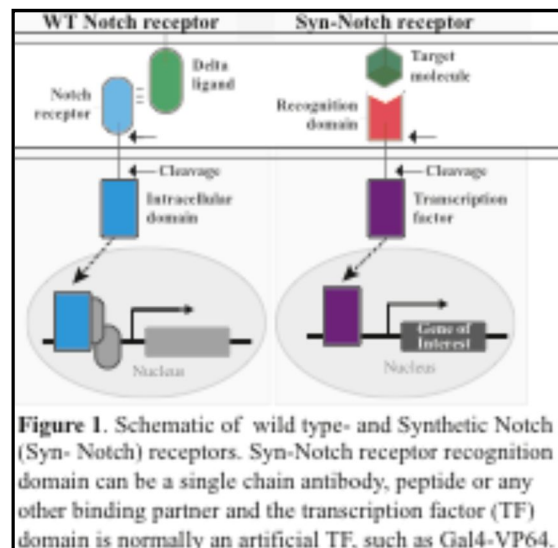 WT Notch receptor
Syn-Notch receptor
Delta
ligand
Notch
receptor
Target
molecule
Recognition
domain
Cleavage
Cleavage
Intracellular
domain
Transcription
factor
Nucleus
Gene of
Interest
Nucleus
Figure 1. Schematic of wild type- and Synthetic Notch
(Syn- Notch) receptors. Syn-Notch receptor recognition
domain can be a single chain antibody, peptide or any
other binding partner and the transcription factor (TF)
domain is normally an artificial TF, such as Gal4-VP64.